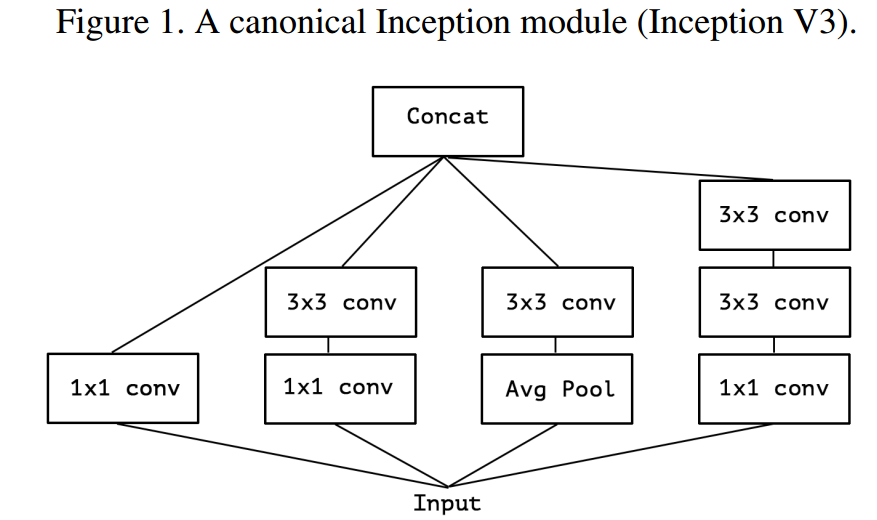 Figure 1. A canonical Inception module (Inception V3).
Concat
3x3 conv
3x3 conv
3x3 conv
3x3 conv
1x1 conv
1x1 conv
Avg Pool
1x1 conv
Input